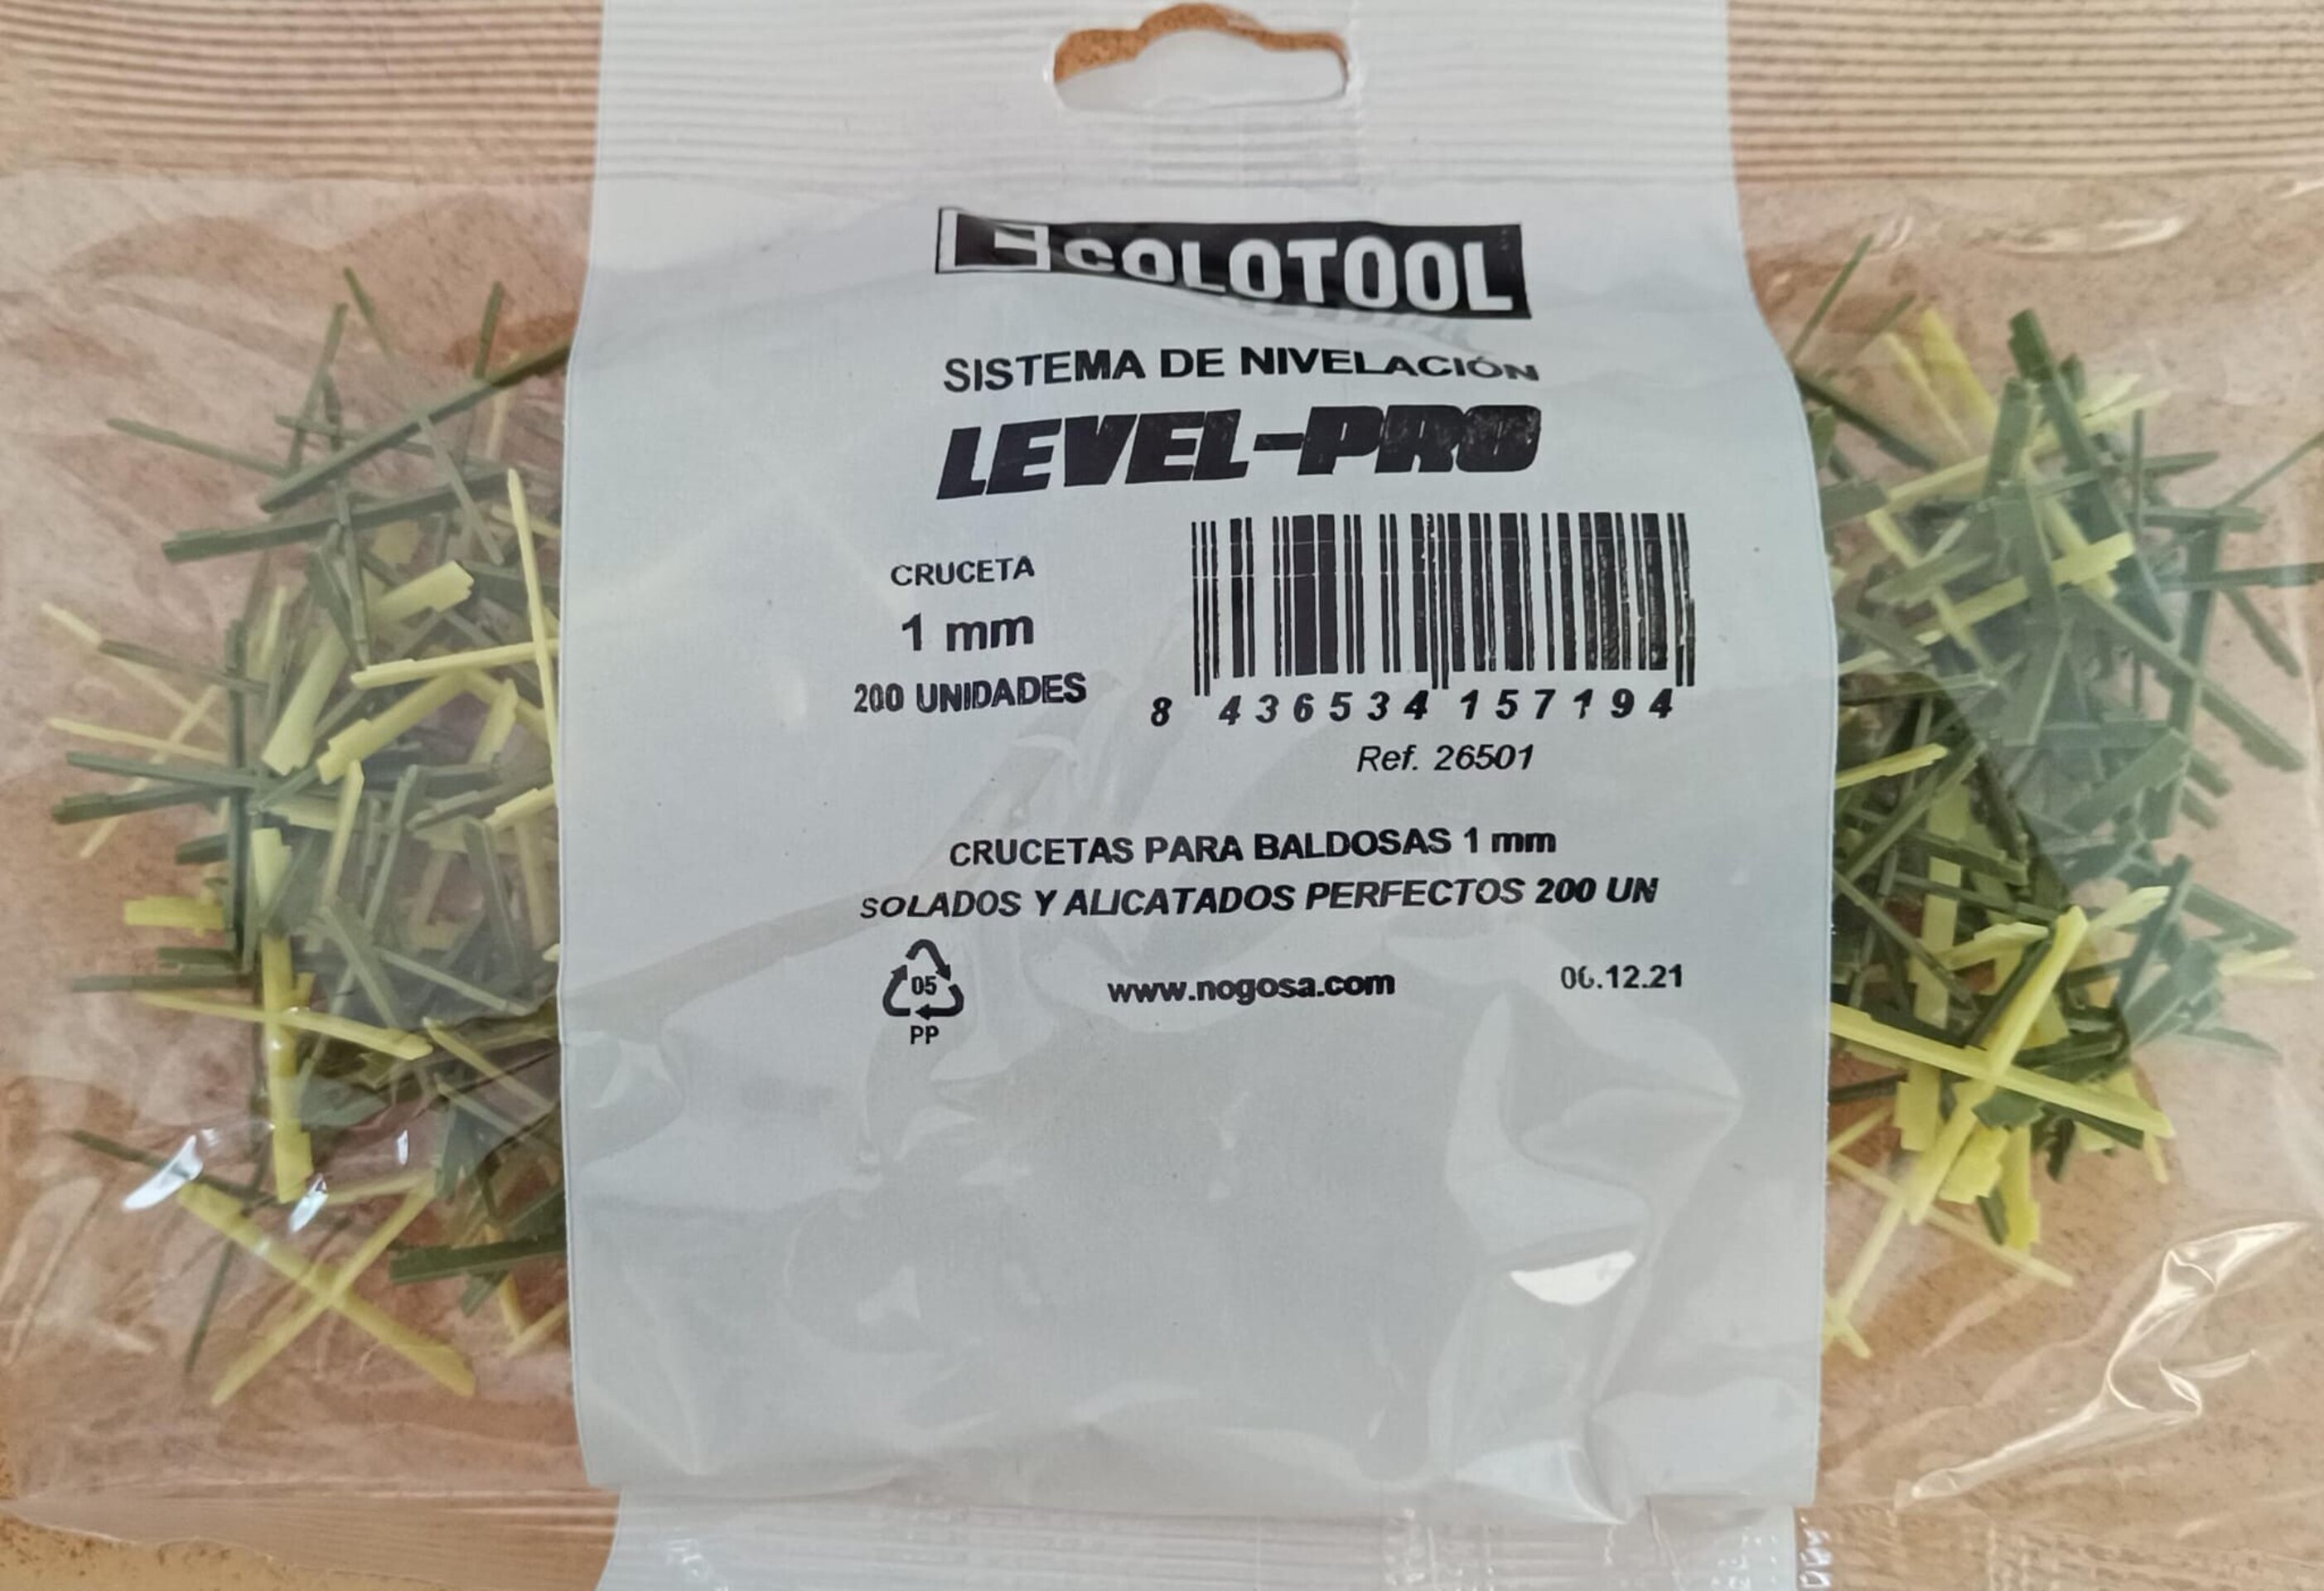 ECOLOTOOL
SISTEMA DE NIVELACIÓN
LEVEL-PRO
CRUCETA
1 mm
200 UNIDADES
8 436534 157194
Ref. 26501
CRUCETAS PARA BALDOSAS 1 mm
SOLADOS Y ALICATADOS PERFECTOS 200 UN
05
PP
www.nogosa.com
06.12.21